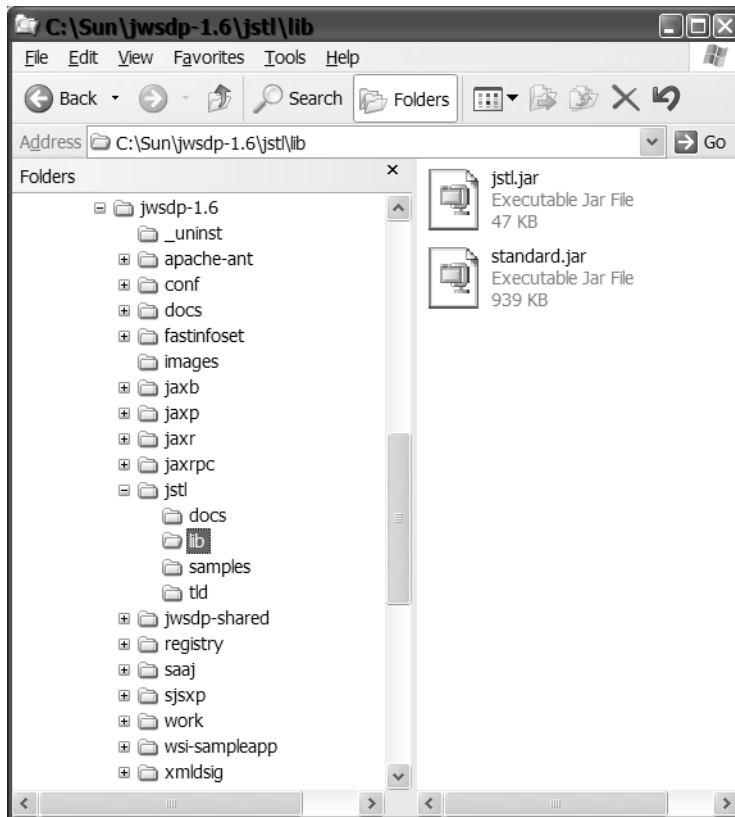 C:\Sun\jwsdp-1.6\jstl\lib
File Edit View Favorites Tools Help
Back Search Folders
Address C:\Sun\jwsdp-1.6\jstl\lib Go
Folders
jwsdp-1.6
_uninst
apache-ant
conf
docs
fastinfoset
images
jaxb
jaxp
jaxr
jaxrpc
jstl
docs
lib
samples
tld
jwsdp-shared
registry
saaj
sjsxp
work
wsi-sampleapp
xmldsig
jstl.jar
Executable Jar File
47 KB
standard.jar
Executable Jar File
939 KB